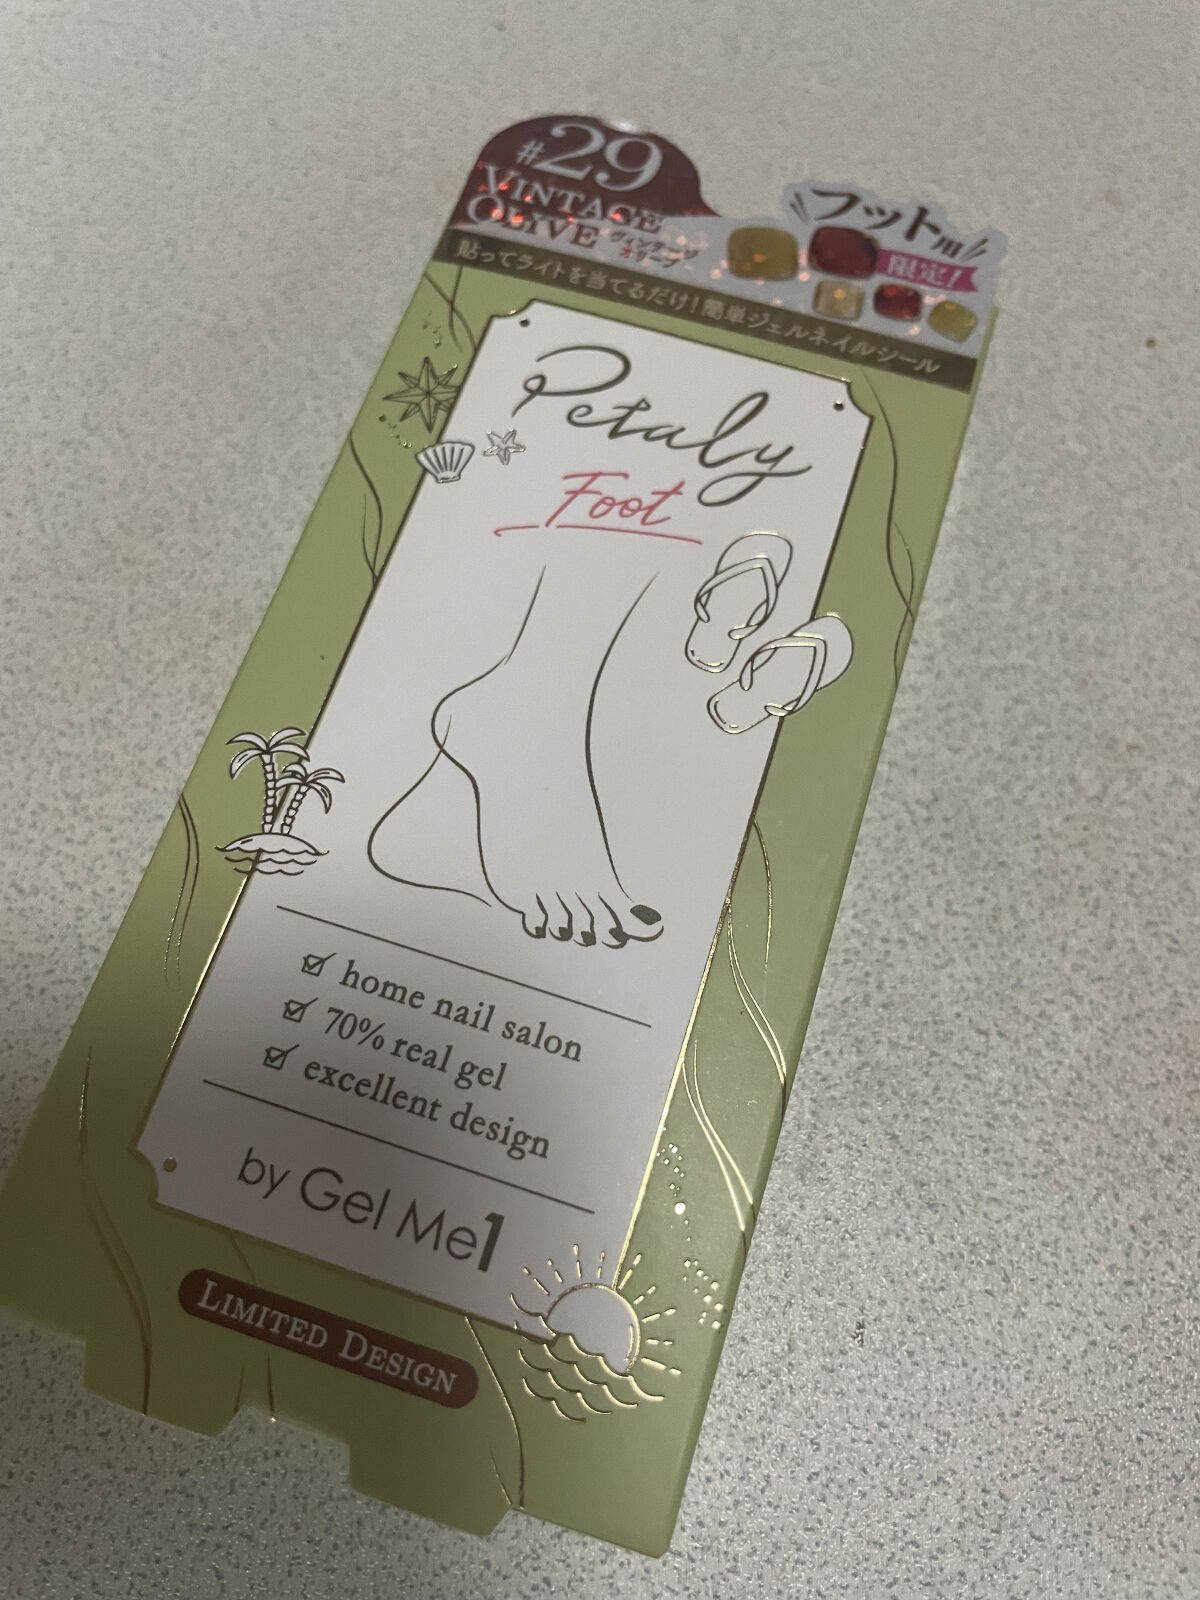 #29
VINTAGE
OLIVE
ヴィンテージ
オリーブ
フット用
限定!
貼ってライトを当てるだけ!簡単ジェルネイルシール
Petaly
Foot
home nail salon
70% real gel
excellent design
by Gel Me1
LIMITED DESIGN